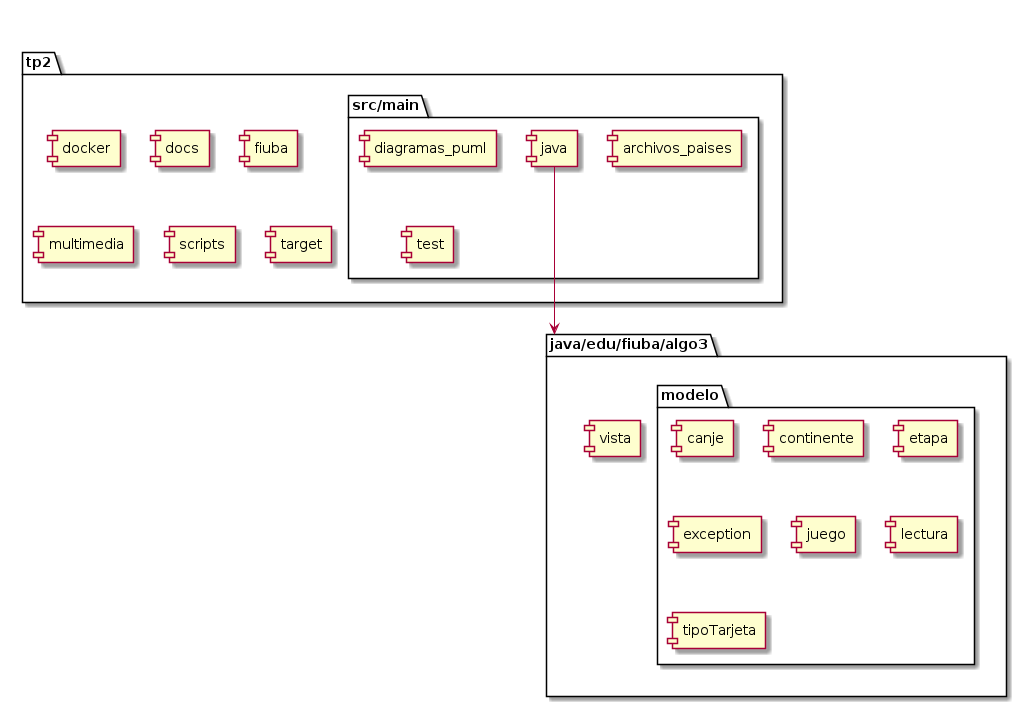 tp2
src/main
docker
docs
fiuba
diagramas_puml
java
archivos_paises
multimedia
scripts
target
test
java/edu/fiuba/algo3
modelo
vista
canje
continente
etapa
exception
juego
lectura
tipoTarjeta